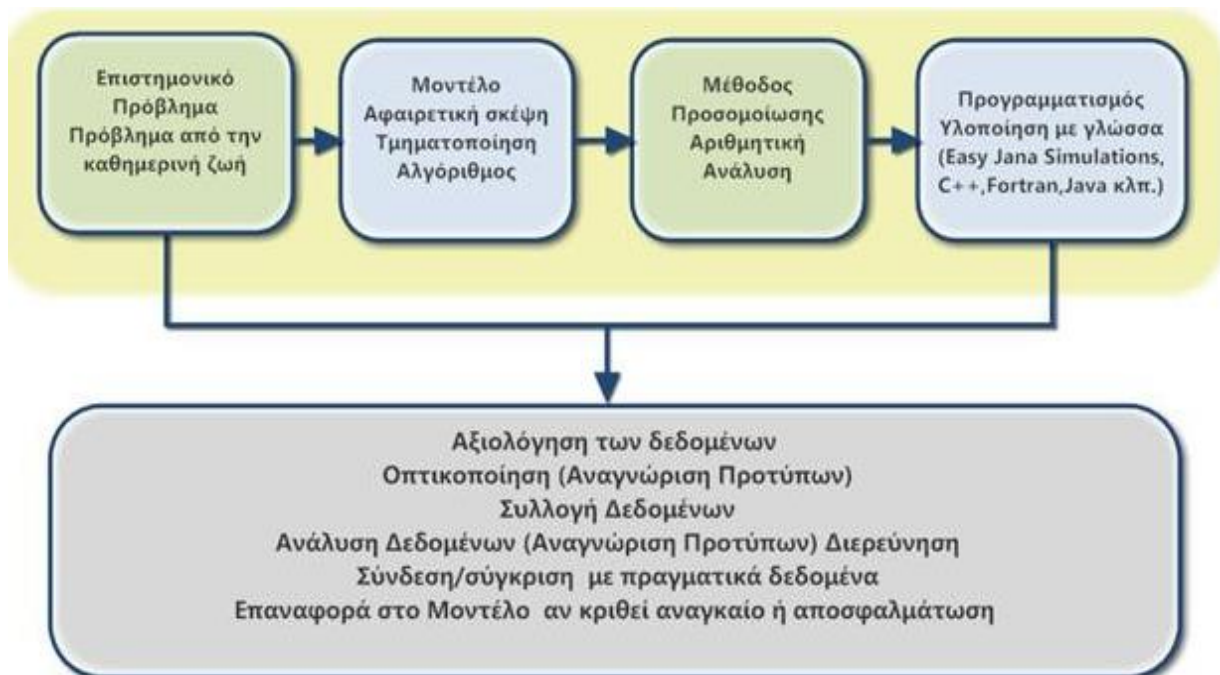 Επιστημονικό
Πρόβλημα
Πρόβλημα από την
καθημερινή ζωή
Μοντέλο
Αφαιρετική σκέψη
Τμηματοποίηση
Αλγόριθμος
Μέθοδος
Προσομοίωσης
Αριθμητική
Ανάλυση
Προγραμματισμός
Υλοποίηση με γλώσσα
(Easy Jana Simulations,
C++,Fortran,Java κλπ.)
Αξιολόγηση των δεδομένων
Οπτικοποίηση (Αναγνώριση Προτύπων)
Συλλογή Δεδομένων
Ανάλυση Δεδομένων (Αναγνώριση Προτύπων) Διερεύνηση
Σύνδεση/σύγκριση με πραγματικά δεδομένα
Επαναφορά στο Μοντέλο αν κριθεί αναγκαίο ή αποσφαλμάτωση